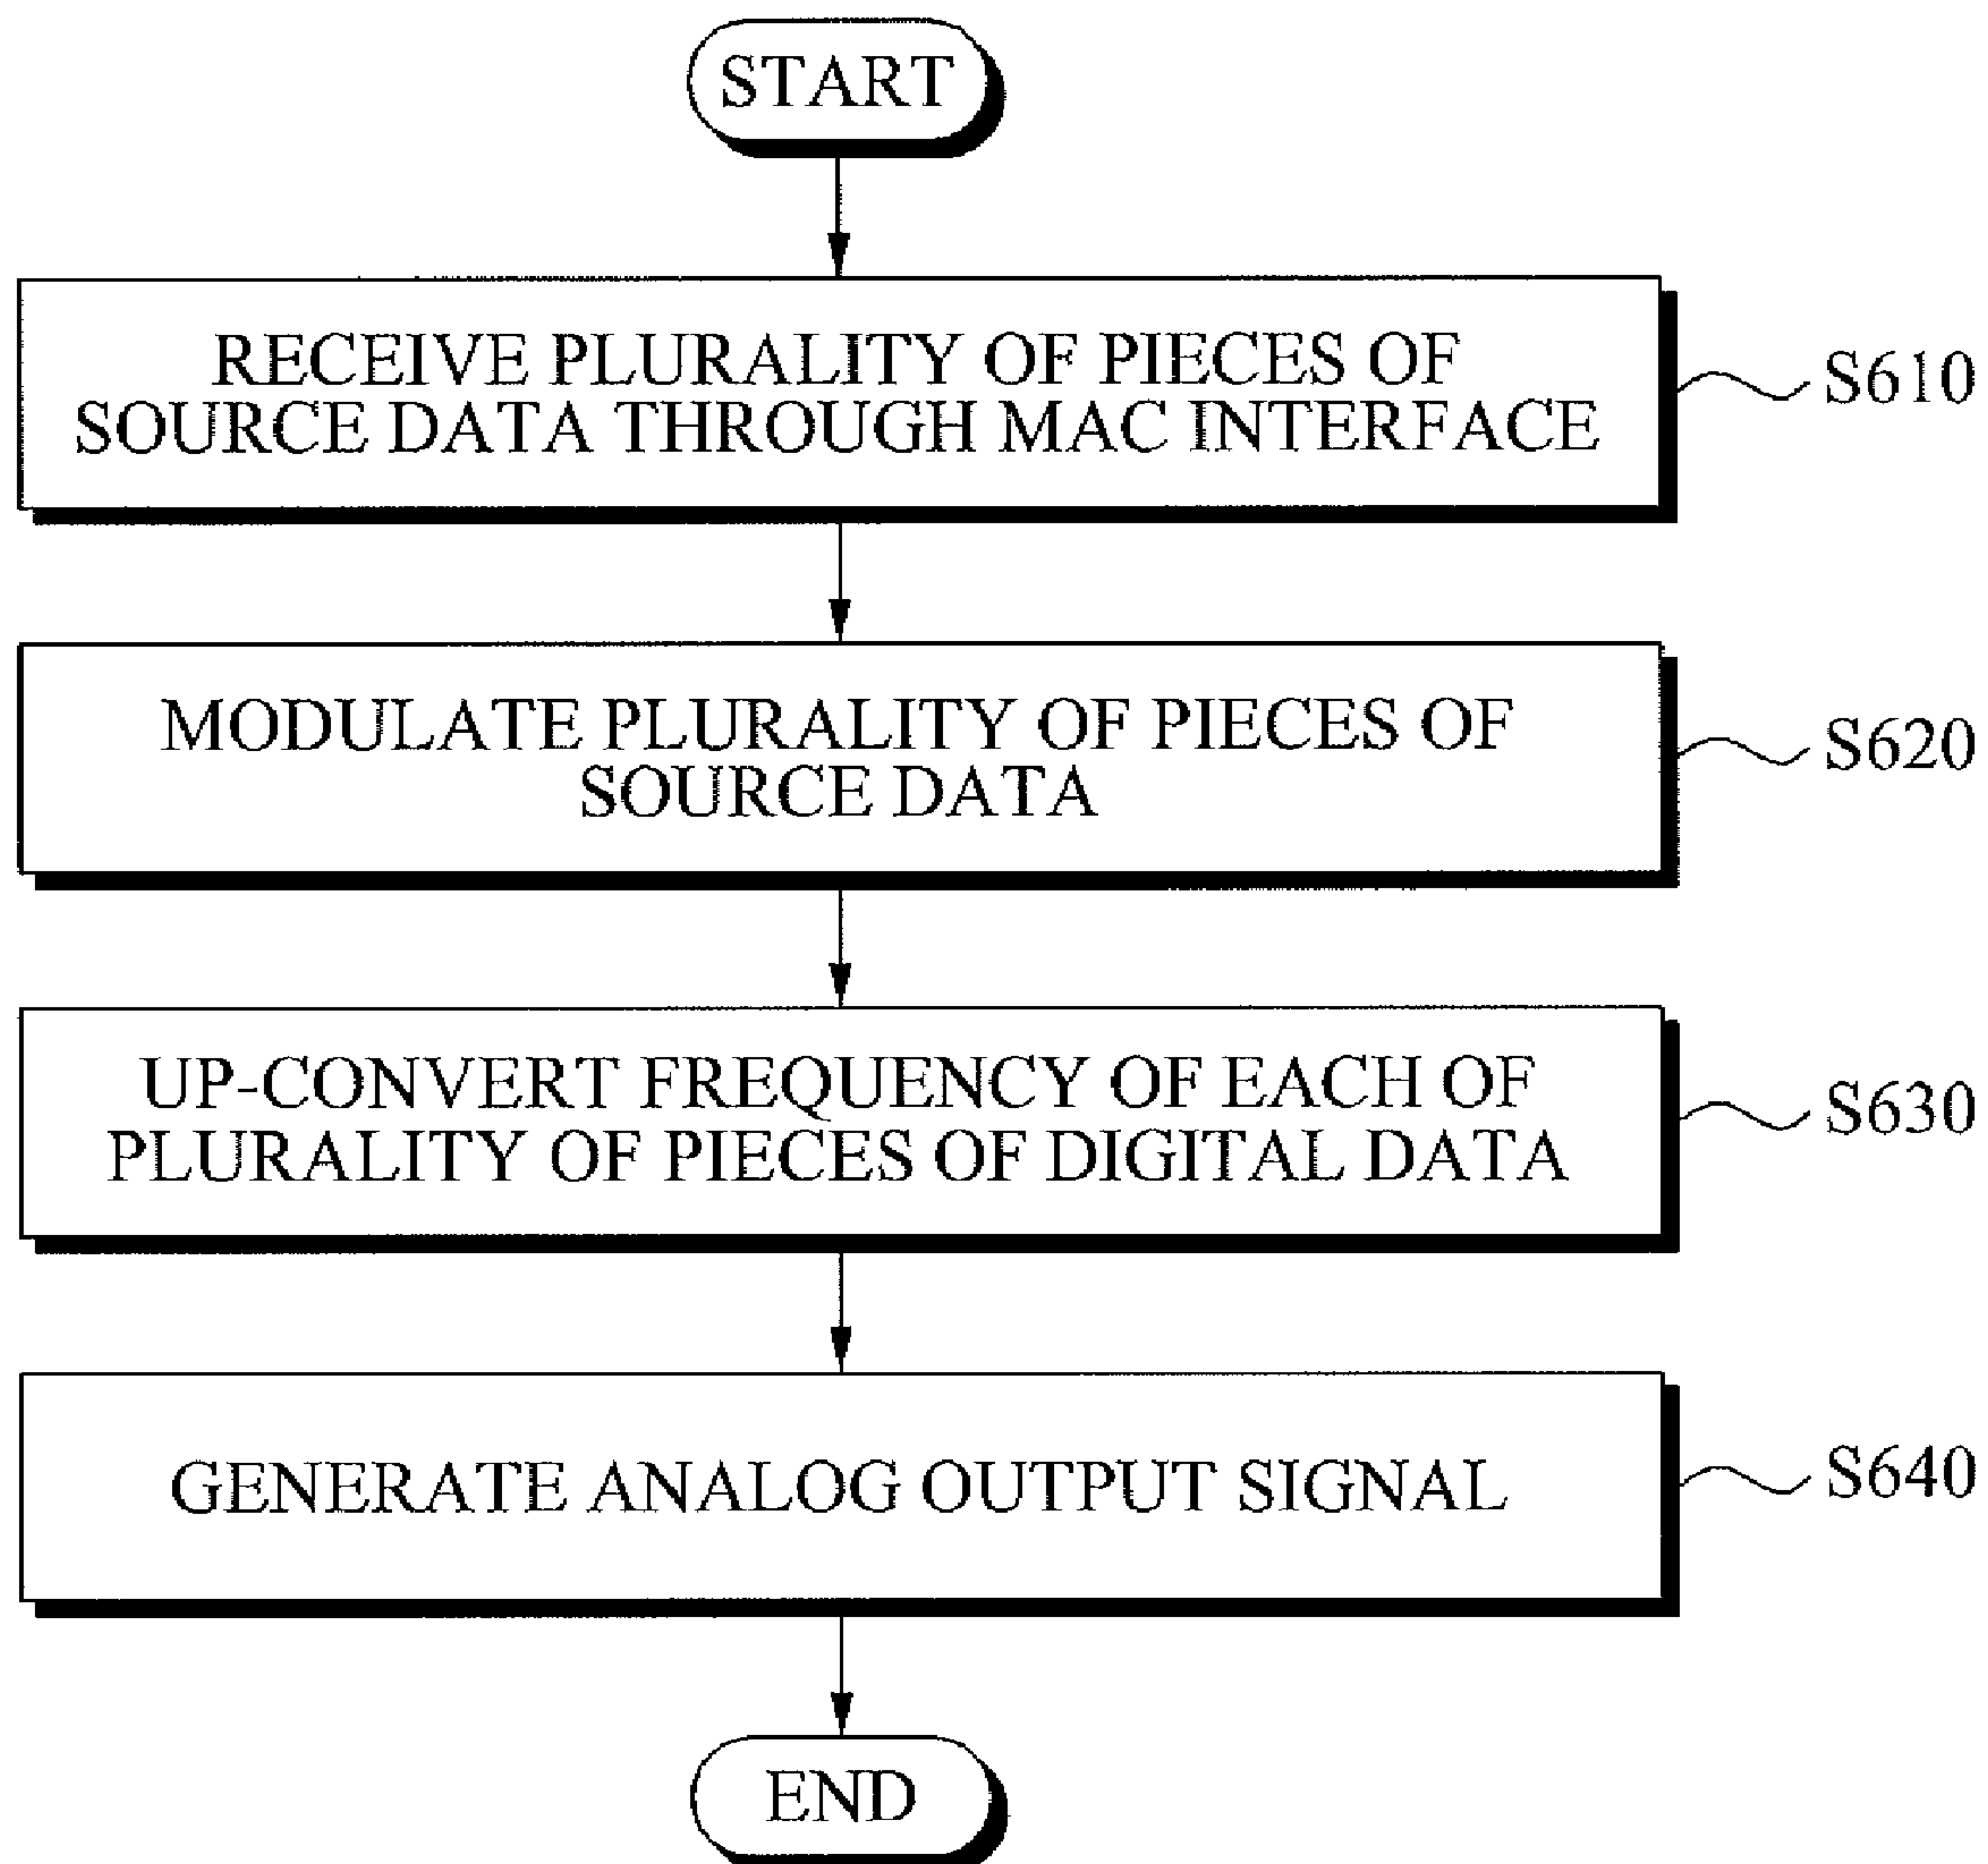 START
RECEIVE PLURALITY OF PIECES OF
SOURCE DATA THROUGH MAC INTERFACE
S610
MODULATE PLURALITY OF PIECES OF
SOURCE DATA
S620
UP-CONVERT FREQUENCY OF EACH OF
PLURALITY OF PIECES OF DIGITAL DATA
S630
GENERATE ANALOG OUTPUT SIGNAL
S640
END